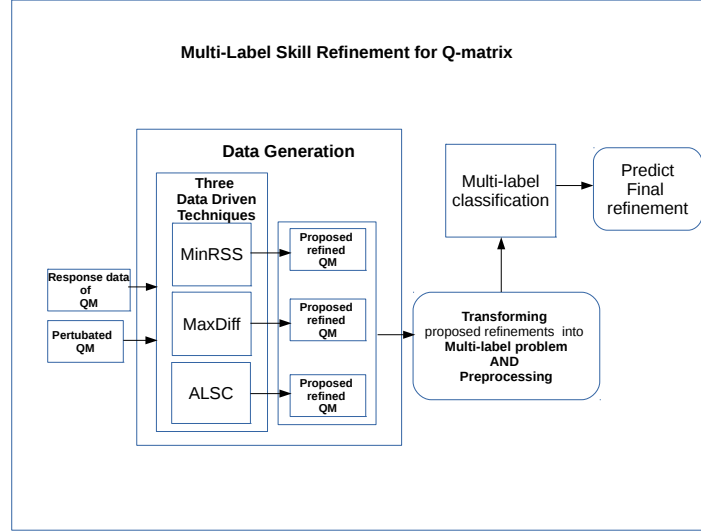 Multi-Label Skill Refinement for Q-matrix
Data Generation
Three
Data Driven
Techniques
MinRSS
MaxDiff
ALSC
Response data
of
QM
Pertubated
QM
Proposed
refined
QM
Proposed
refined
QM
Proposed
refined
QM
Transforming
proposed refinements into
Multi-label problem
AND
Preprocessing
Multi-label
classification
Predict
Final
refinement